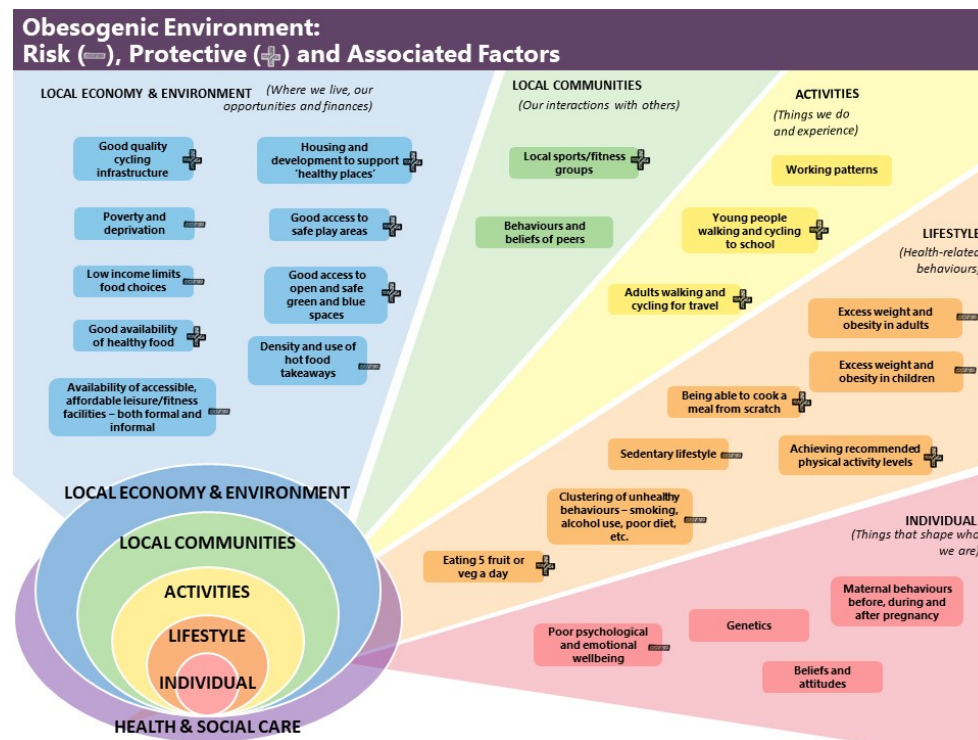 Obesogenic Environment:
Risk (), Protective () and Associated Factors
LOCAL ECONOMY & ENVIRONMENT
(Where we live, our
opportunities and finances)
Good quality
cycling
infrastructure
Housing and
development to support
‘healthy places’
Poverty and
deprivation
Good access to
safe play areas
Low income limits
food choices
Good access to
open and safe
green and blue
spaces
Good availability
of healthy food
Density and use of
hot food
takeaways
Availability of accessible,
affordable leisure/fitness
facilities – both formal and
informal
LOCAL COMMUNITIES
(Our interactions with others)
Local sports/fitness
groups
Behaviours and
beliefs of peers
ACTIVITIES
(Things we do
and experience)
Working patterns
Young people
walking and cycling
to school
Adults walking and
cycling for travel
LIFESTYLE
(Health-related
behaviours)
Excess weight and
obesity in adults
Excess weight and
obesity in children
Being able to cook a
meal from scratch
Sedentary lifestyle
Achieving recommended
physical activity levels
Clustering of unhealthy
behaviours – smoking,
alcohol use, poor diet,
etc.
Eating 5 fruit or
veg a day
INDIVIDUAL
(Things that shape who
we are)
Maternal behaviours
before, during and
after pregnancy
Genetics
Poor psychological
and emotional
wellbeing
Beliefs and
attitudes
LOCAL ECONOMY & ENVIRONMENT
LOCAL COMMUNITIES
ACTIVITIES
LIFESTYLE
INDIVIDUAL
HEALTH & SOCIAL CARE